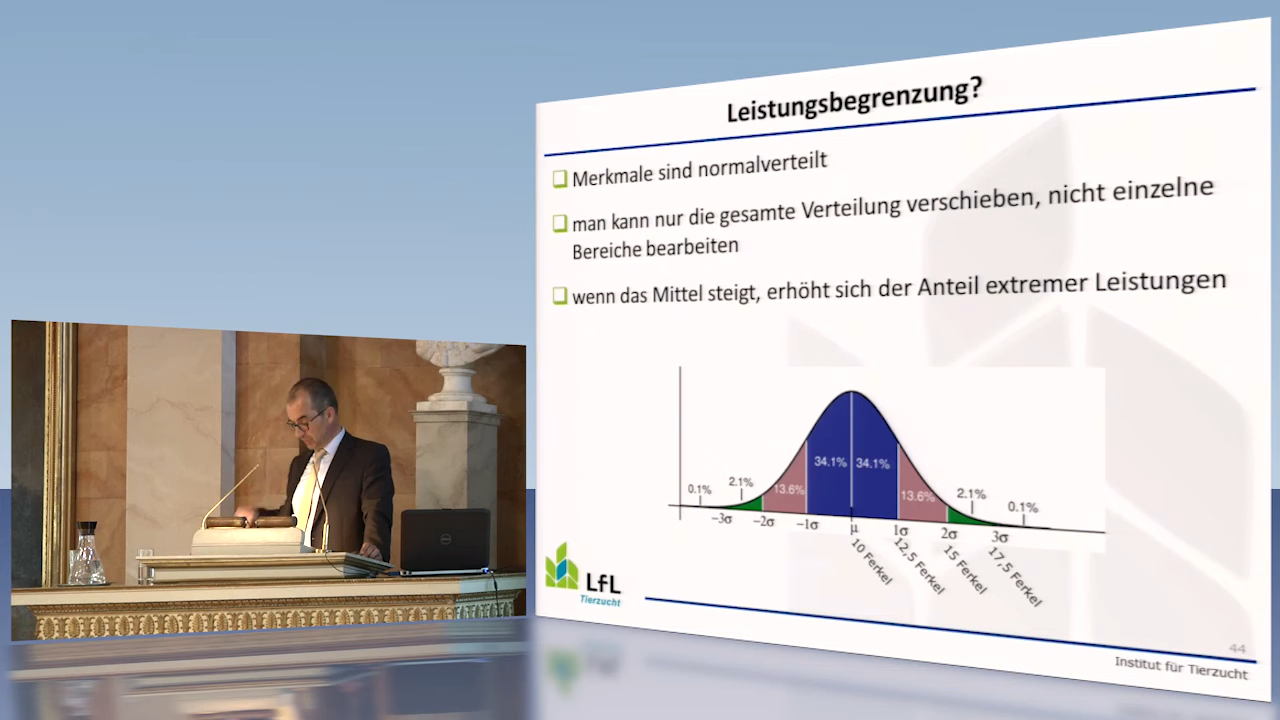 Leistungsbegrenzung?
Merkmale sind normalverteilt
man kann nur die gesamte Verteilung verschieben, nicht einzelne
Bereiche bearbeiten
wenn das Mittel steigt, erhöht sich der Anteil extremer Leistungen
34.1% 34.1%
13.6% 13.6%
0.1% 2.1% 2.1% 0.1%
−3σ −2σ −1σ μ 1σ 2σ 3σ
10 Ferkel
12,5 Ferkel
15 Ferkel
17,5 Ferkel
LfL
Tierzucht
44
Institut für Tierzucht